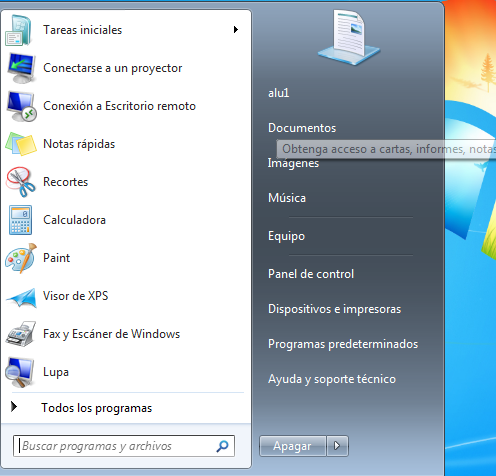 Tareas iniciales
Conectarse a un proyector
Conexión a Escritorio remoto
Notas rápidas
Recortes
Calculadora
Paint
Visor de XPS
Fax y Escáner de Windows
Lupa
Todos los programas
Buscar programas y archivos
alu1
Documentos
Obtenga acceso a cartas, informes, notas
Imágenes
Música
Equipo
Panel de control
Dispositivos e impresoras
Programas predeterminados
Ayuda y soporte técnico
Apagar